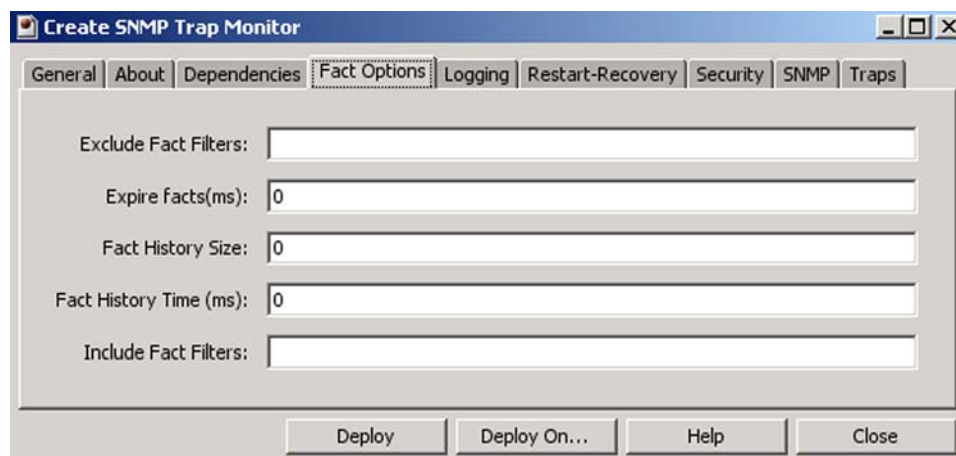 Create SNMP Trap Monitor
General About Dependencies Fact Options Logging Restart-Recovery Security SNMP Traps
Exclude Fact Filters:
Expire facts(ms): 0
Fact History Size: 0
Fact History Time (ms): 0
Include Fact Filters:
Deploy Deploy On... Help Close